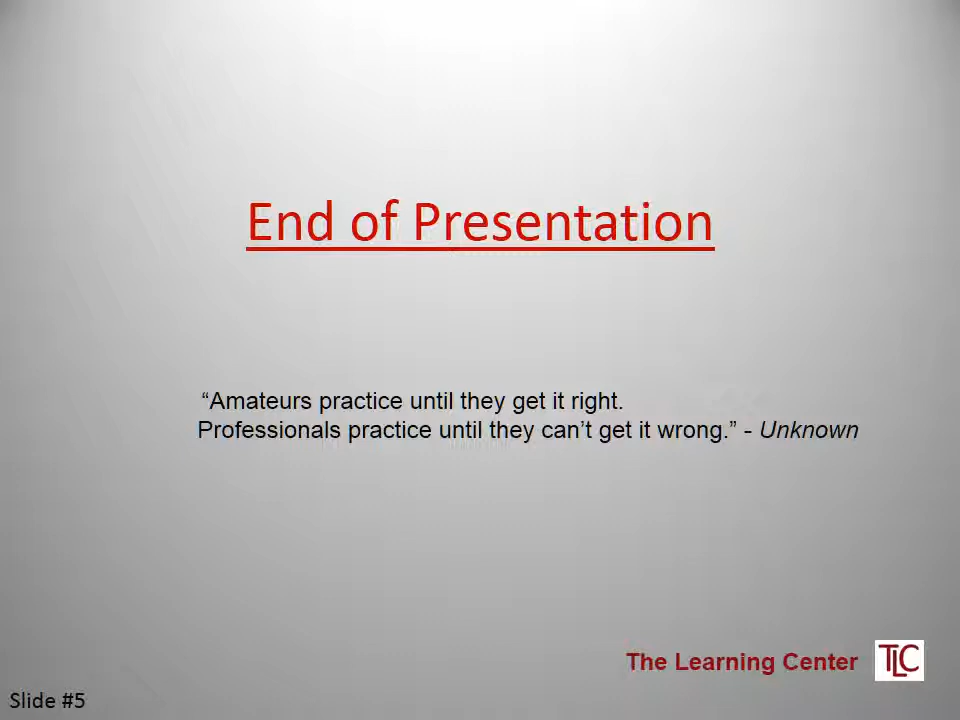 End of Presentation
“Amateurs practice until they get it right.
Professionals practice until they can’t get it wrong.” - Unknown
The Learning Center
TLC
Slide #5